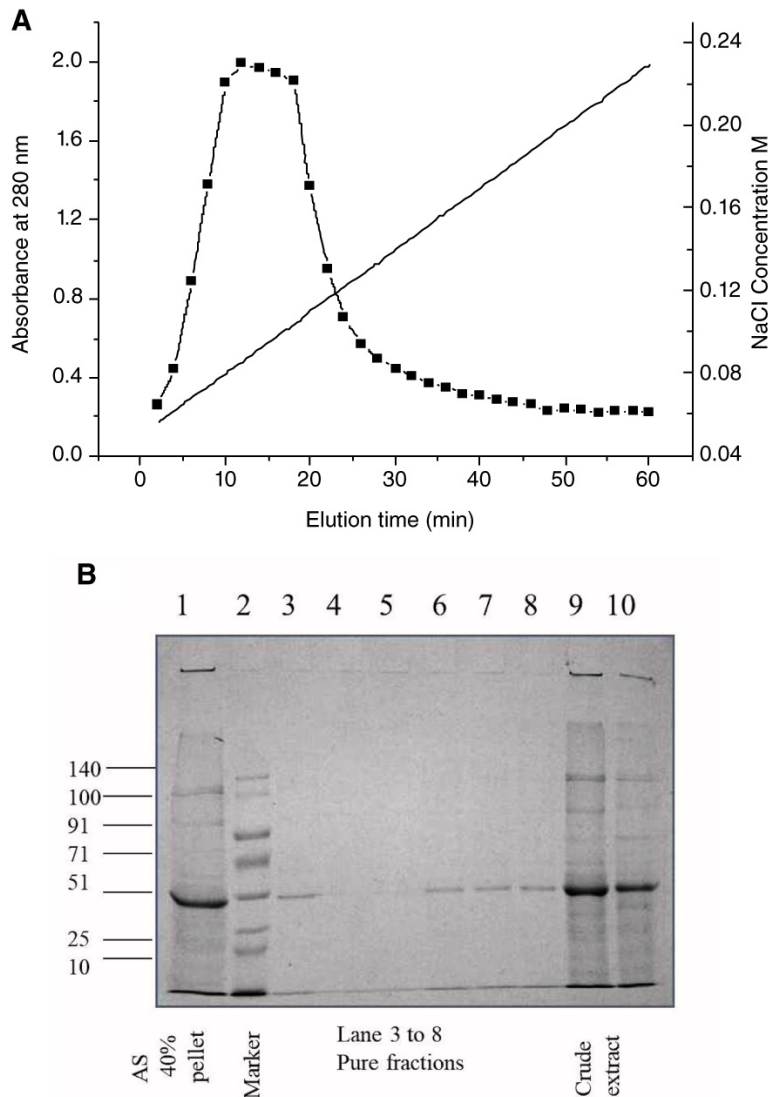 A
Absorbance at 280 nm
2.0
1.6
1.2
0.8
0.4
0.0
0 10 20 30 40 50 60
Elution time (min)
0.24
0.20
0.16
0.12
0.08
0.04
NaCl Concentration M
B
1 2 3 4 5 6 7 8 9 10
140
100
91
71
51
25
10
AS
40%
pellet
Marker
Lane 3 to 8
Pure fractions
Crude
extract